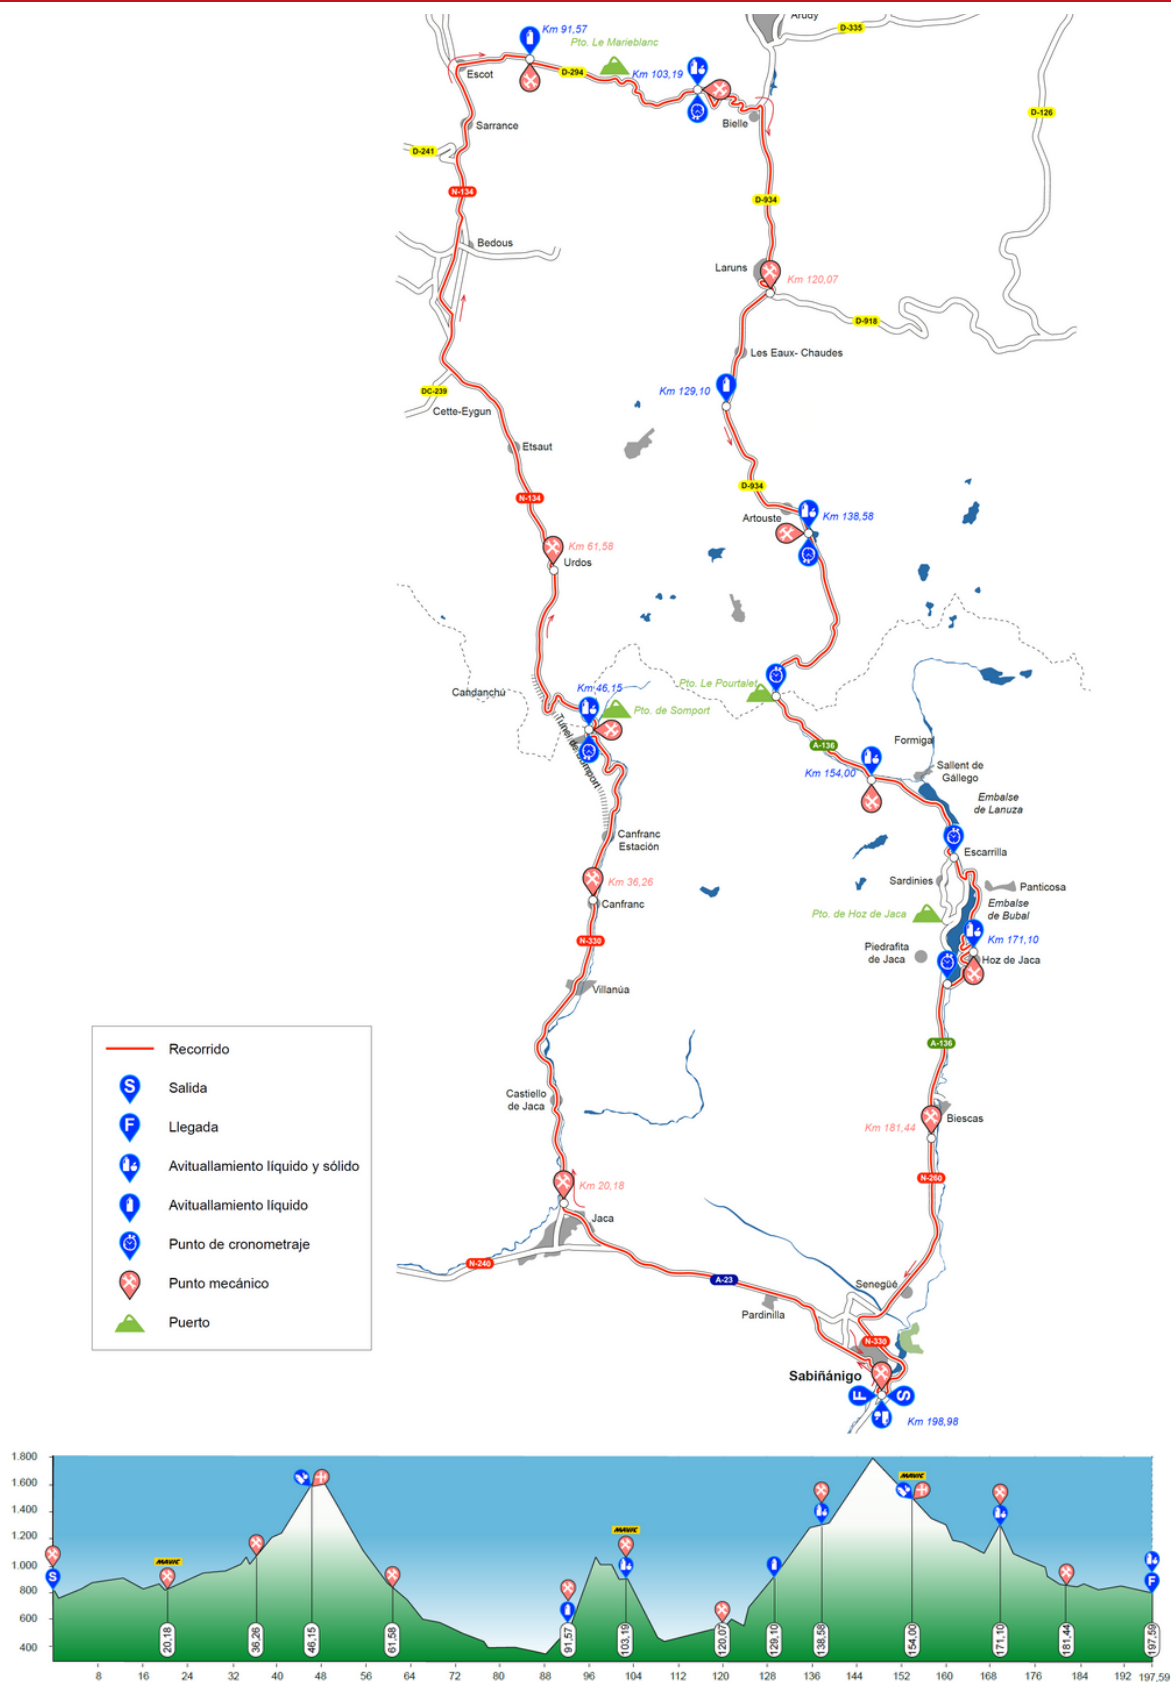 Arudy
D-335
Km 91,57
Pto. Le Marieblanc
Escot
D-294
Km 103,19
Sarrance
Bielle
D-126
D-241
N-134
D-934
Bedous
Laruns
Km 120,07
D-918
Les Eaux- Chaudes
DC-239
Km 129,10
Cette-Eygun
Etsaut
D-934
N-134
Artouste
Km 138,58
Km 61,58
Urdos
Candanchú
Km 46,15
Pto. Le Pourtalet
Pto. de Somport
Túnel de Somport
A-136
Formigal
Km 154,00
Sallent de
Gállego
Embalse
de Lanuza
Canfranc
Estación
Escarrilla
Sardinies
Panticosa
Km 36,26
Canfranc
Embalse
de Bubal
Pto. de Hoz de Jaca
N-330
Km 171,10
Piedrafita
de Jaca
Hoz de Jaca
Villanúa
A-136
Recorrido
S
Salida
F
Llegada
Avituallamiento líquido y sólido
Avituallamiento líquido
Punto de cronometraje
Punto mecánico
Puerto
Castiello
de Jaca
Biescas
Km 181,44
Km 20,18
N-260
Jaca
N-240
A-23
Senegüé
Pardinilla
N-330
Sabiñánigo
F
S
Km 198,98
1.800
1.600
1.400
1.200
1.000
800
600
400
S
MAVIC
MAVIC
MAVIC
F
20,18
36,26
46,15
61,58
91,57
103,19
120,07
129,10
138,58
154,00
171,10
181,44
197,59
8 16 24 32 40 48 56 64 72 80 88 96 104 112 120 128 136 144 152 160 168 176 184 192 197,59